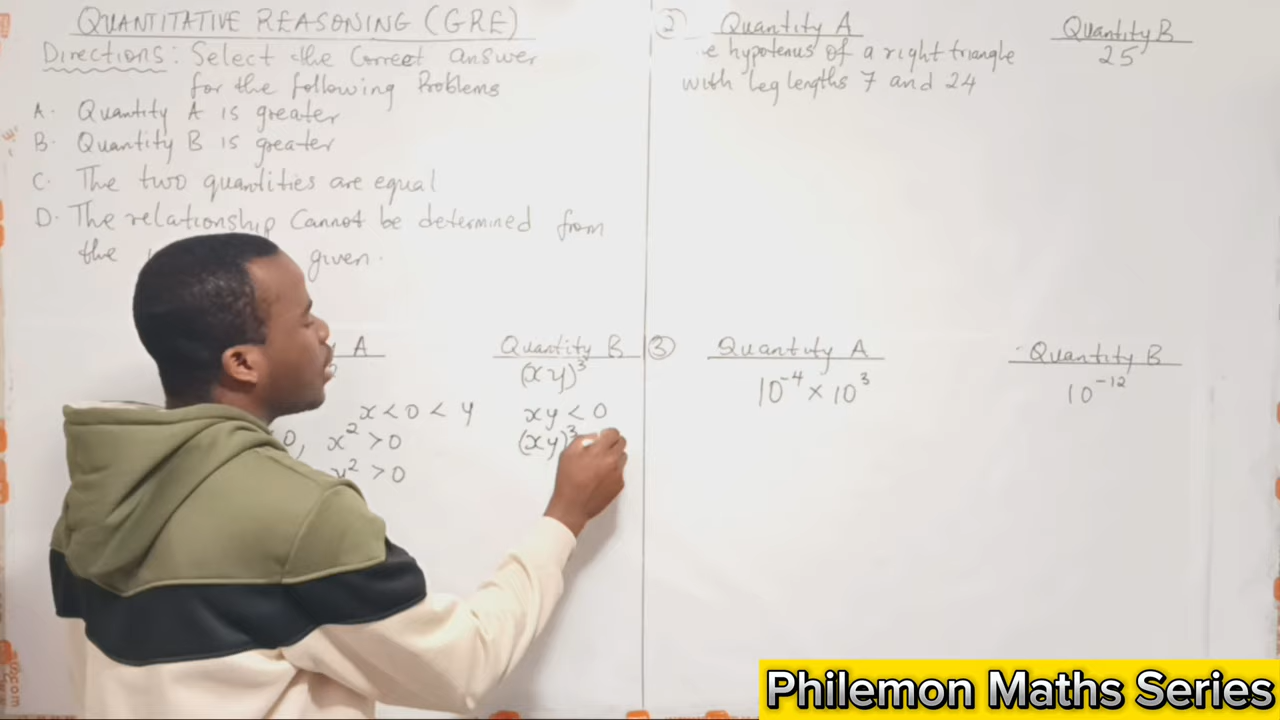 QUANTITATIVE REASONING (GRE)
Directions: Select the Correct answer
for the following Problems
A. Quantity A is greater
B. Quantity B is greater
C. The two quantities are equal
D. The relationship Cannot be determined from
the given.
A
Quantity B
(xy)³
x < 0 < y
xy < 0
0, x² > 0
(xy)³
y² > 0
② Quantity A
Quantity B
hypotenus of a right triangle
25
with leg lengths 7 and 24
③ Quantity A
Quantity B
10⁻⁴ × 10³
10⁻¹²
Philemon Maths Series